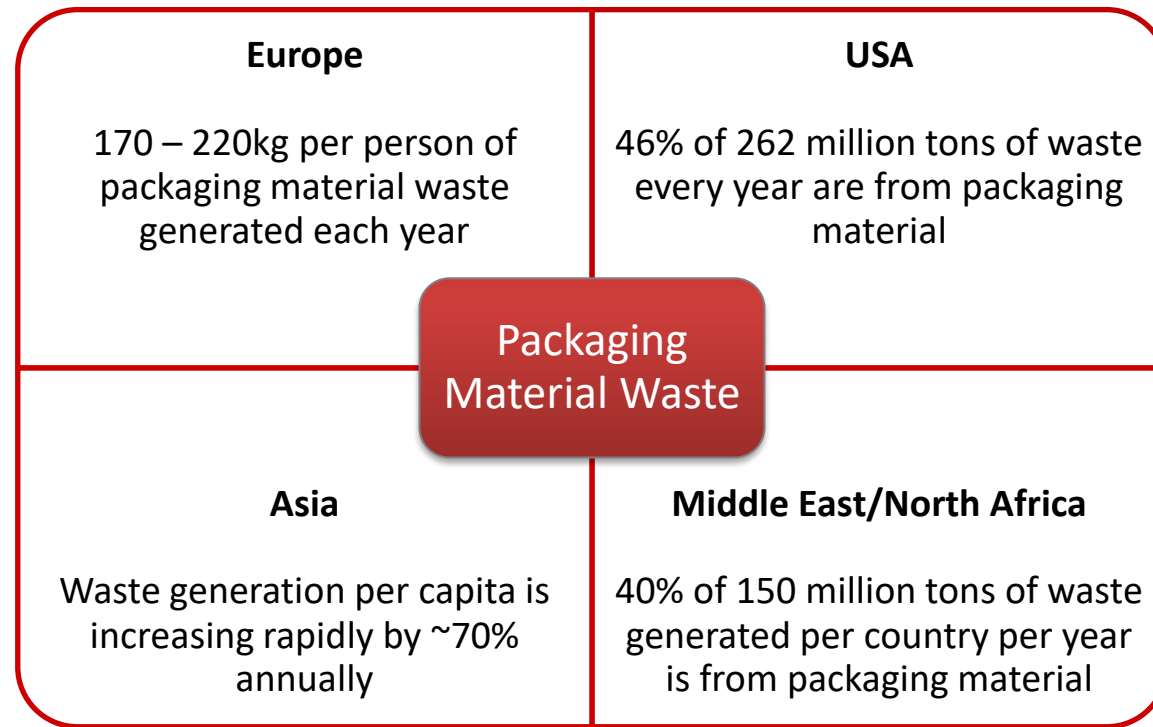 Europe
170 – 220kg per person of
packaging material waste
generated each year
USA
46% of 262 million tons of waste
every year are from packaging
material
Packaging
Material Waste
Asia
Waste generation per capita is
increasing rapidly by ~70%
annually
Middle East/North Africa
40% of 150 million tons of waste
generated per country per year
is from packaging material